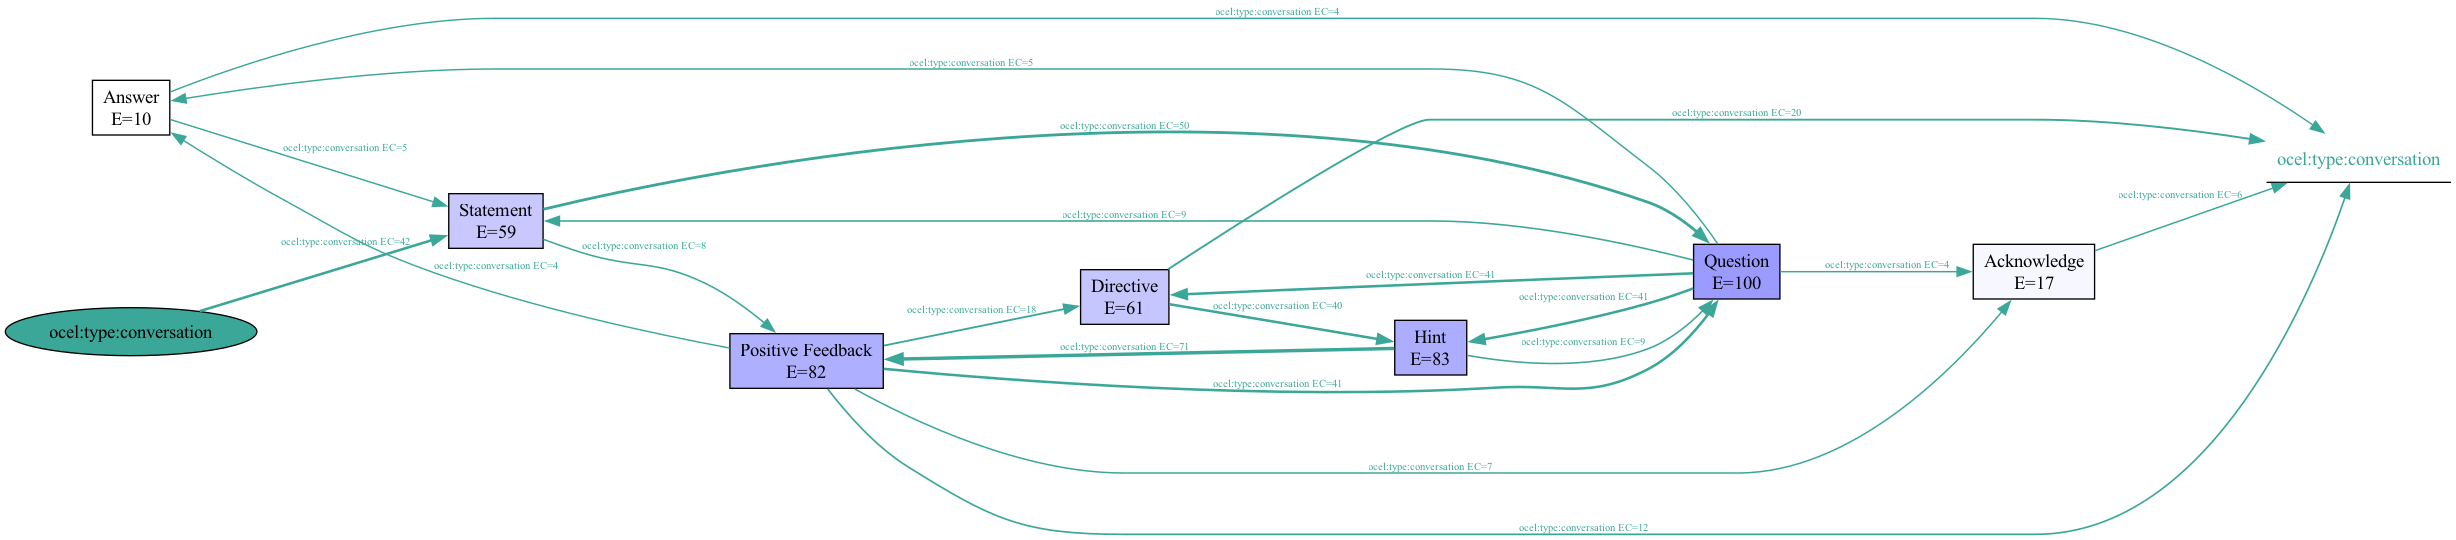 ocel:type:conversation EC=4
ocel:type:conversation EC=5
Answer
E=10
ocel:type:conversation EC=20
ocel:type:conversation EC=50
ocel:type:conversation EC=5
ocel:type:conversation
ocel:type:conversation EC=6
Statement
E=59
ocel:type:conversation EC=9
ocel:type:conversation EC=42
ocel:type:conversation EC=8
ocel:type:conversation EC=4
Question
E=100
ocel:type:conversation EC=4
Acknowledge
E=17
ocel:type:conversation EC=41
Directive
E=61
ocel:type:conversation EC=41
ocel:type:conversation EC=18
ocel:type:conversation EC=40
ocel:type:conversation
Positive Feedback
E=82
ocel:type:conversation EC=71
Hint
E=83
ocel:type:conversation EC=9
ocel:type:conversation EC=41
ocel:type:conversation EC=7
ocel:type:conversation EC=12